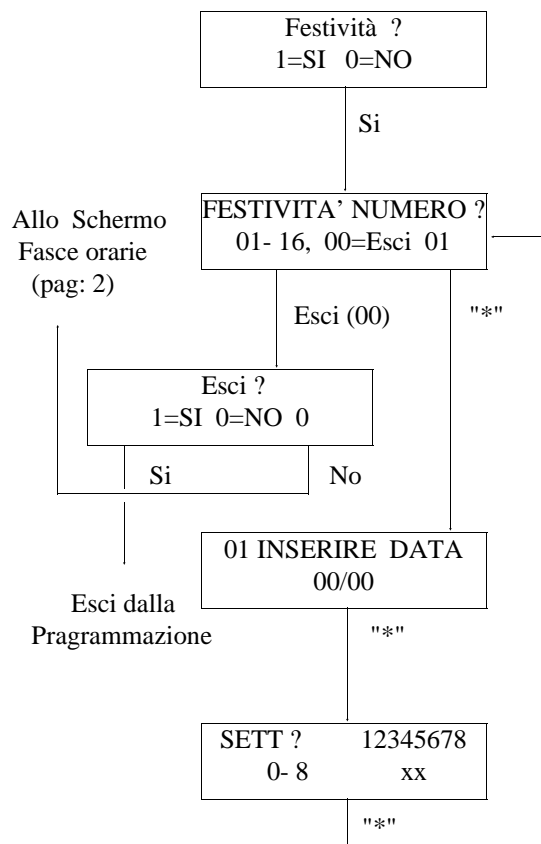 Festività ?
1=SI 0=NO
Si
Allo Schermo
Fasce orarie
(pag: 2)
FESTIVITA' NUMERO ?
01- 16, 00=Esci 01
Esci (00)
"*"
Esci ?
1=SI 0=NO 0
Si
No
01 INSERIRE DATA
00/00
Esci dalla
Pragrammazione
"*"
SETT ? 12345678
0- 8 xx
"*"